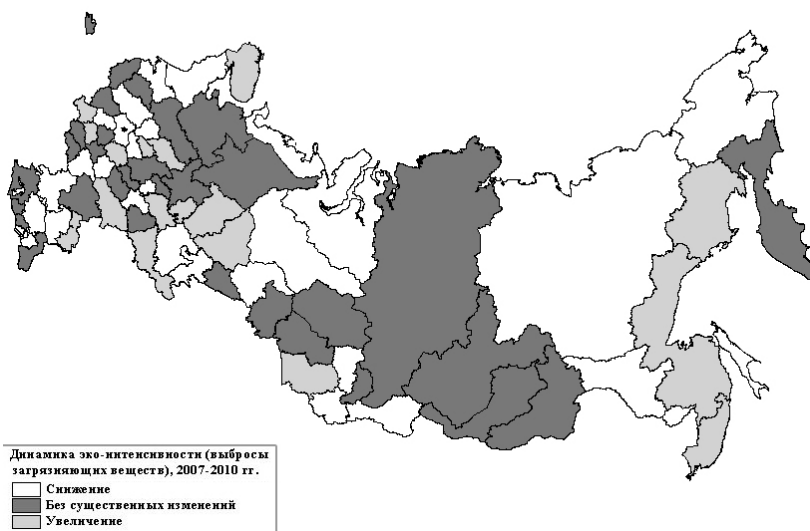 Динамика эко-интенсивности (выбросы
загрязняющих веществ), 2007-2010 гг.
Снижение
Без существенных изменений
Увеличение